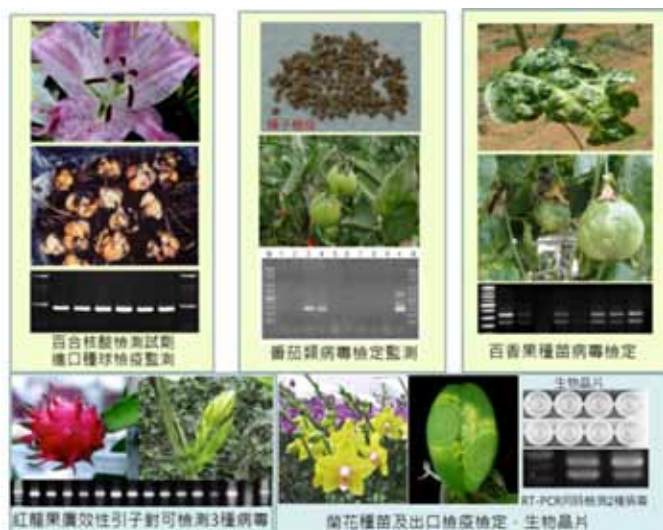 百合核酸檢測試劑
進口種球檢疫監測
種子檢疫
番茄類病毒檢定監測
百香果種苗病毒檢定
紅龍果廣效性引子對可檢測3種病毒
蘭花種苗及出口檢疫檢定、生物晶片
生物晶片
RT-PCR同時檢測2種病毒